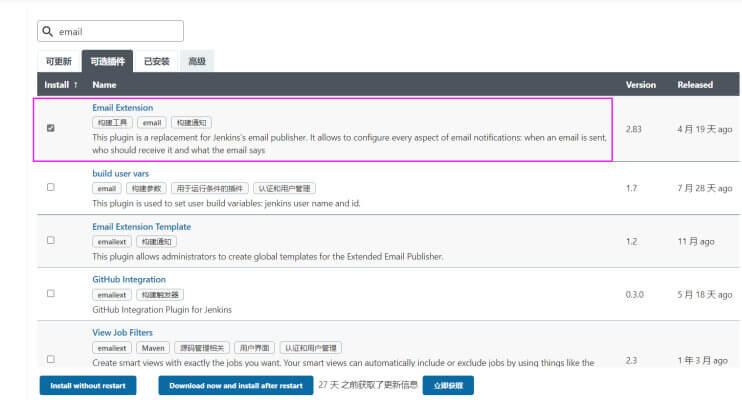 email
可更新 可选插件 已安装 高级
Install ↑ Name Version Released
Email Extension
构建工具 email 构建通知
This plugin is a replacement for Jenkins's email publisher. It allows to configure every aspect of email notifications: when an email is sent,
who should receive it and what the email says
2.83 4 月 19 天 ago
build user vars
email 构建参数 用于运行条件的插件 认证和用户管理
This plugin is used to set user build variables: jenkins user name and id.
1.7 7 月 28 天 ago
Email Extension Template
emailext 构建通知
This plugin allows administrators to create global templates for the Extended Email Publisher.
1.2 11 月 ago
GitHub Integration
emailext 构建触发器
GitHub Integration Plugin for Jenkins
0.3.0 5 月 18 天 ago
View Job Filters
emailext Maven 源码管理相关 用户界面 认证和用户管理
Create smart views with exactly the jobs you want. Your smart views can automatically include or exclude jobs by using things like the
2.3 1 年 3 月 ago
Install without restart Download now and install after restart 27 天 之前获取了更新信息 立即获取